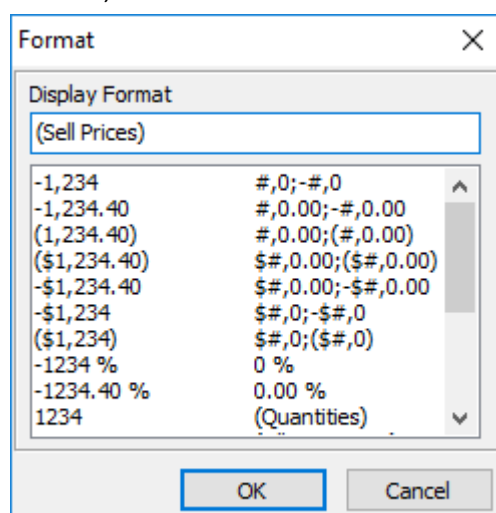 Format
Display Format
(Sell Prices)
-1,234 #,0;-#,0
-1,234.40 #,0.00;-#,0.00
(1,234.40) #,0.00;(#,0.00)
($1,234.40) $#,0.00;($#,0.00)
-$1,234.40 $#,0.00;-$#,0.00
-$1,234 $#,0;-$#,0
($1,234) $#,0;($#,0)
-1234 % 0 %
-1234.40 % 0.00 %
1234 (Quantities)
OK Cancel